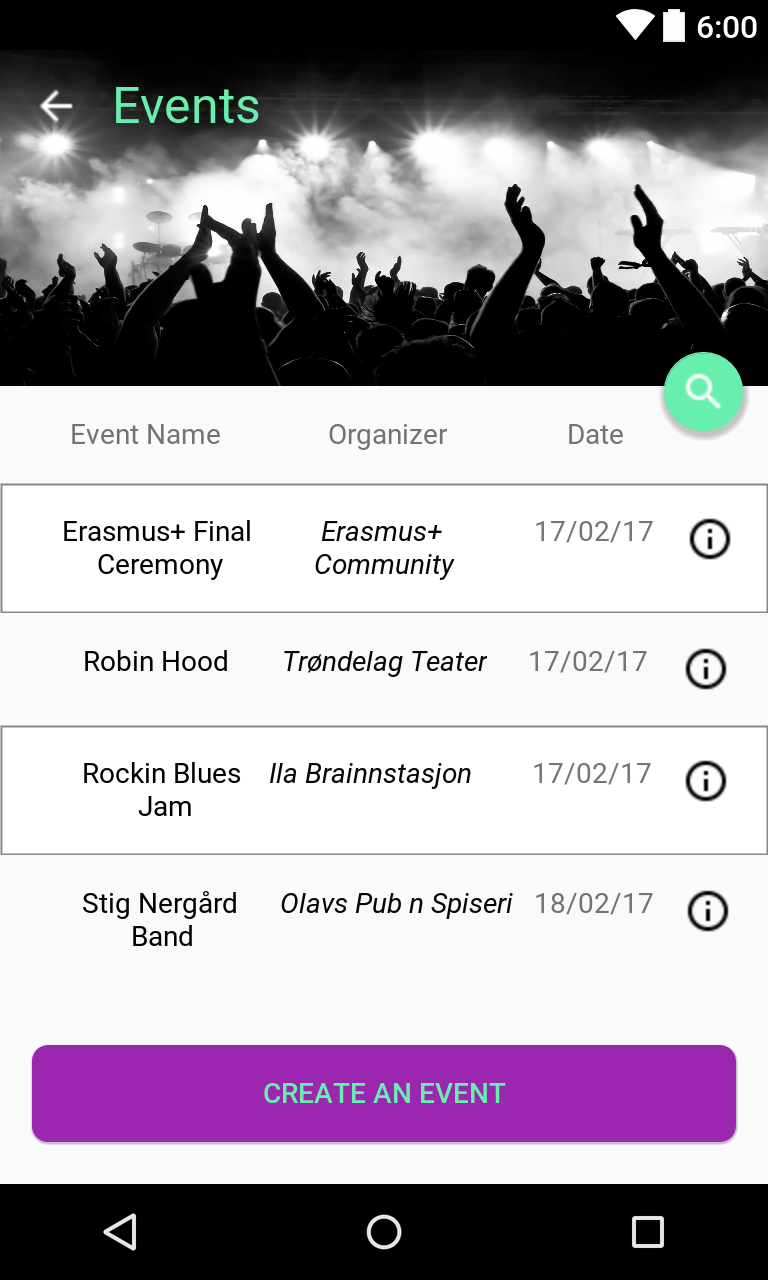 6:00
Events
Event Name Organizer Date
Erasmus+ Final Erasmus+ 17/02/17
Ceremony Community
Robin Hood Trøndelag Teater 17/02/17
Rockin Blues Ila Brainnstasjon 17/02/17
Jam
Stig Nergård Olavs Pub n Spiseri 18/02/17
Band
CREATE AN EVENT